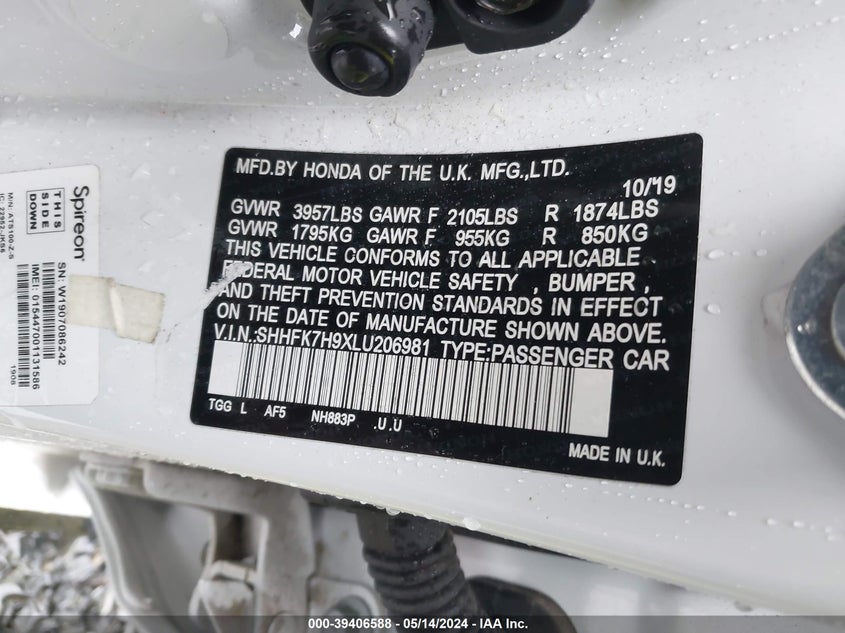 MFD.BY HONDA OF THE U.K. MFG.,LTD.
10/'19
GVWR 3957LBS GAWR F 2105LBS R 1874LBS
GVWR 1795KG GAWR F 955KG R 850KG
THIS VEHICLE CONFORMS TO ALL APPLICABLE
FEDERAL MOTOR VEHICLE SAFETY , BUMPER ,
AND THEFT PREVENTION STANDARDS IN EFFECT
ON THE DATE OF MANUFACTURE SHOWN ABOVE.
V.I.N.:SHHFK7H9XLU206981 TYPE:PASSENGER CAR
TGG L AF5 NH883P .U .U
MADE IN U.K.
Spireon
THIS
SIDE
DOWN
M/N: ATS100-Z-S
SN: W1907086242
IMEI: 015447001131586
1908
000-39406588 - 05/14/2024 - IAA Inc.